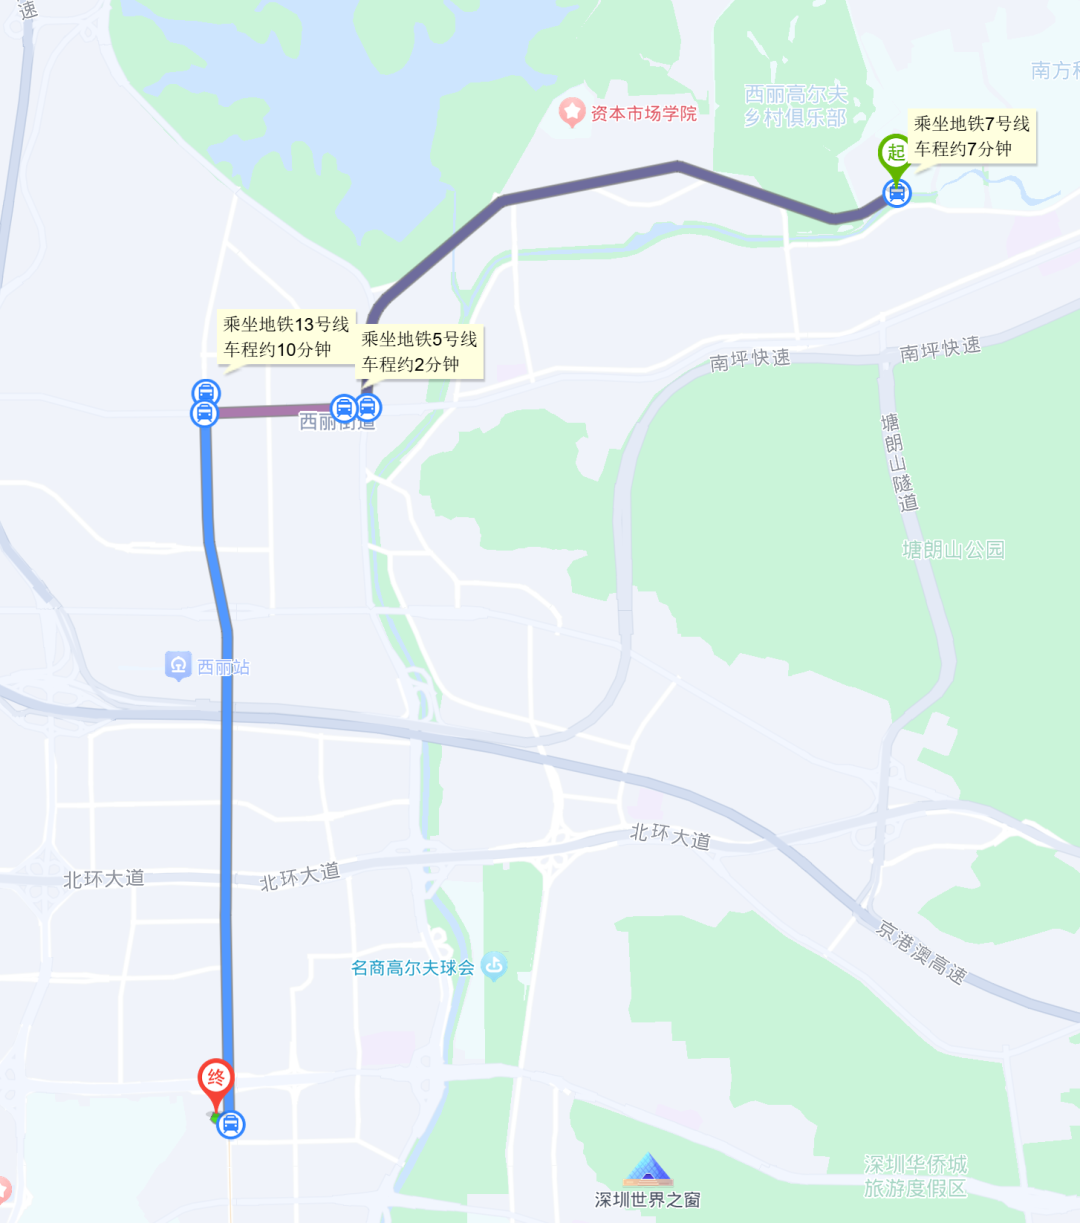 速
南方科
西丽高尔夫
乡村俱乐部
资本市场学院
乘坐地铁7号线
车程约7分钟
起
乘坐地铁13号线
车程约10分钟
乘坐地铁5号线
车程约2分钟
南坪快速
南坪快速
西丽街道
塘朗山隧道
塘朗山公园
西丽站
北环大道
北环大道
北环大道
京港澳高速
名商高尔夫球会
终
深圳世界之窗
深圳华侨城
旅游度假区